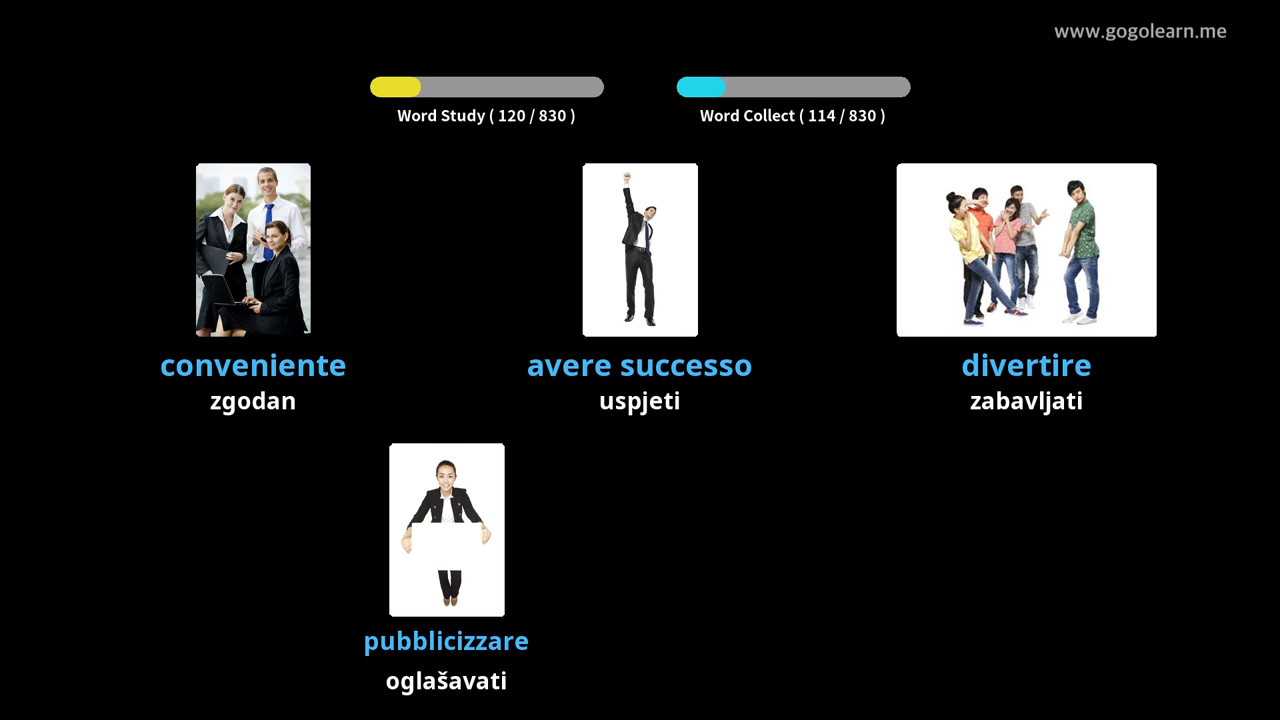 www.gogolearn.me
Word Study ( 120 / 830 )
Word Collect ( 114 / 830 )
conveniente
zgodan
avere successo
uspjeti
divertire
zabavljati
pubblicizzare
oglašavati